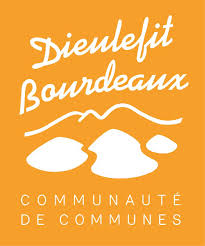 Dieulefit
Bourdeaux
COMMUNAUTÉ
DE COMMUNES